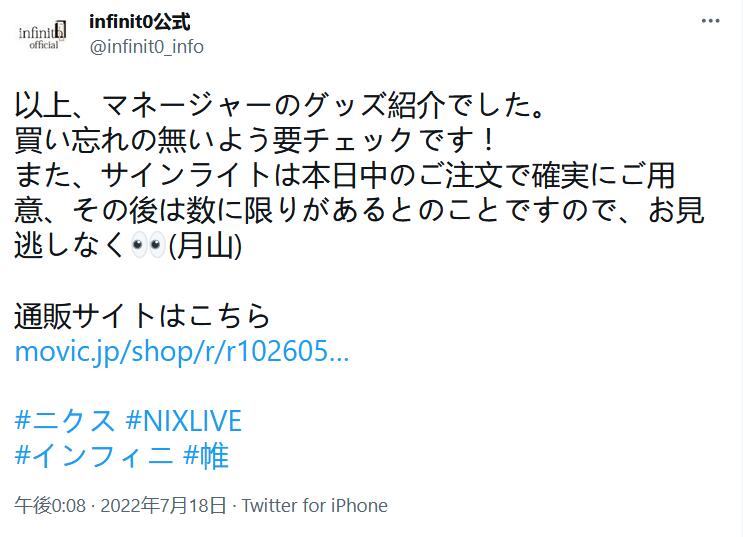 infinit0
official
infinit0公式
@infinit0_info
以上、マネージャーのグッズ紹介でした。
買い忘れの無いよう要チェックです！
また、サインライトは本日中のご注文で確実にご用
意、その後は数に限りがあるとのことですので、お見
逃しなく👀(月山)
通販サイトはこちら
movic.jp/shop/r/r102605...
#ニクス #NIXLIVE
#インフィニ #帷
午後0:08 · 2022年7月18日 · Twitter for iPhone